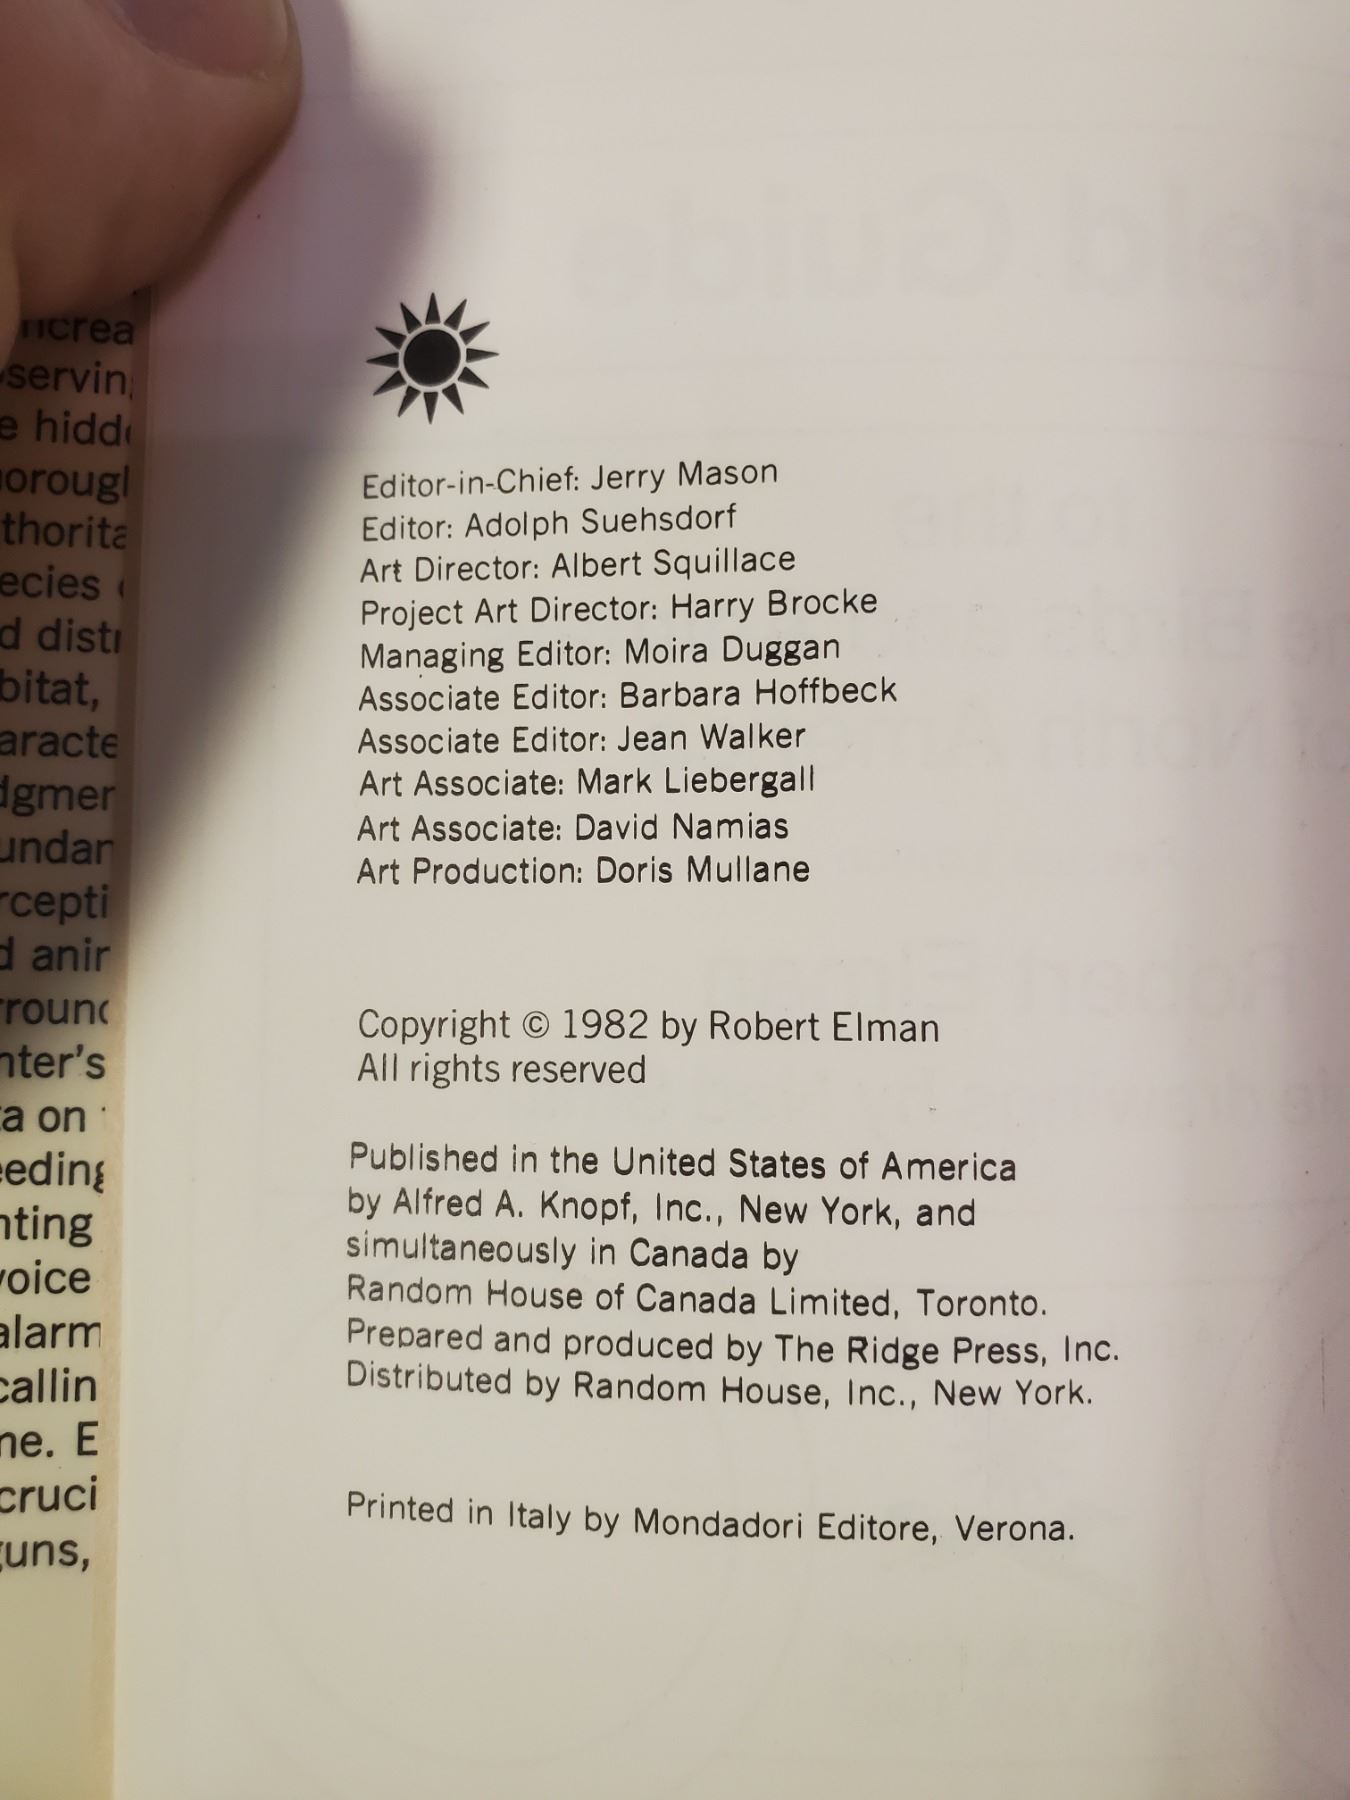 Editor-in-Chief: Jerry Mason
Editor: Adolph Suehsdorf
Art Director: Albert Squillace
Project Art Director: Harry Brocke
Managing Editor: Moira Duggan
Associate Editor: Barbara Hoffbeck
Associate Editor: Jean Walker
Art Associate: Mark Liebergall
Art Associate: David Namias
Art Production: Doris Mullane
Copyright © 1982 by Robert Elman
All rights reserved
Published in the United States of America
by Alfred A. Knopf, Inc., New York, and
simultaneously in Canada by
Random House of Canada Limited, Toronto.
Prepared and produced by The Ridge Press, Inc.
Distributed by Random House, Inc., New York.
Printed in Italy by Mondadori Editore, Verona.